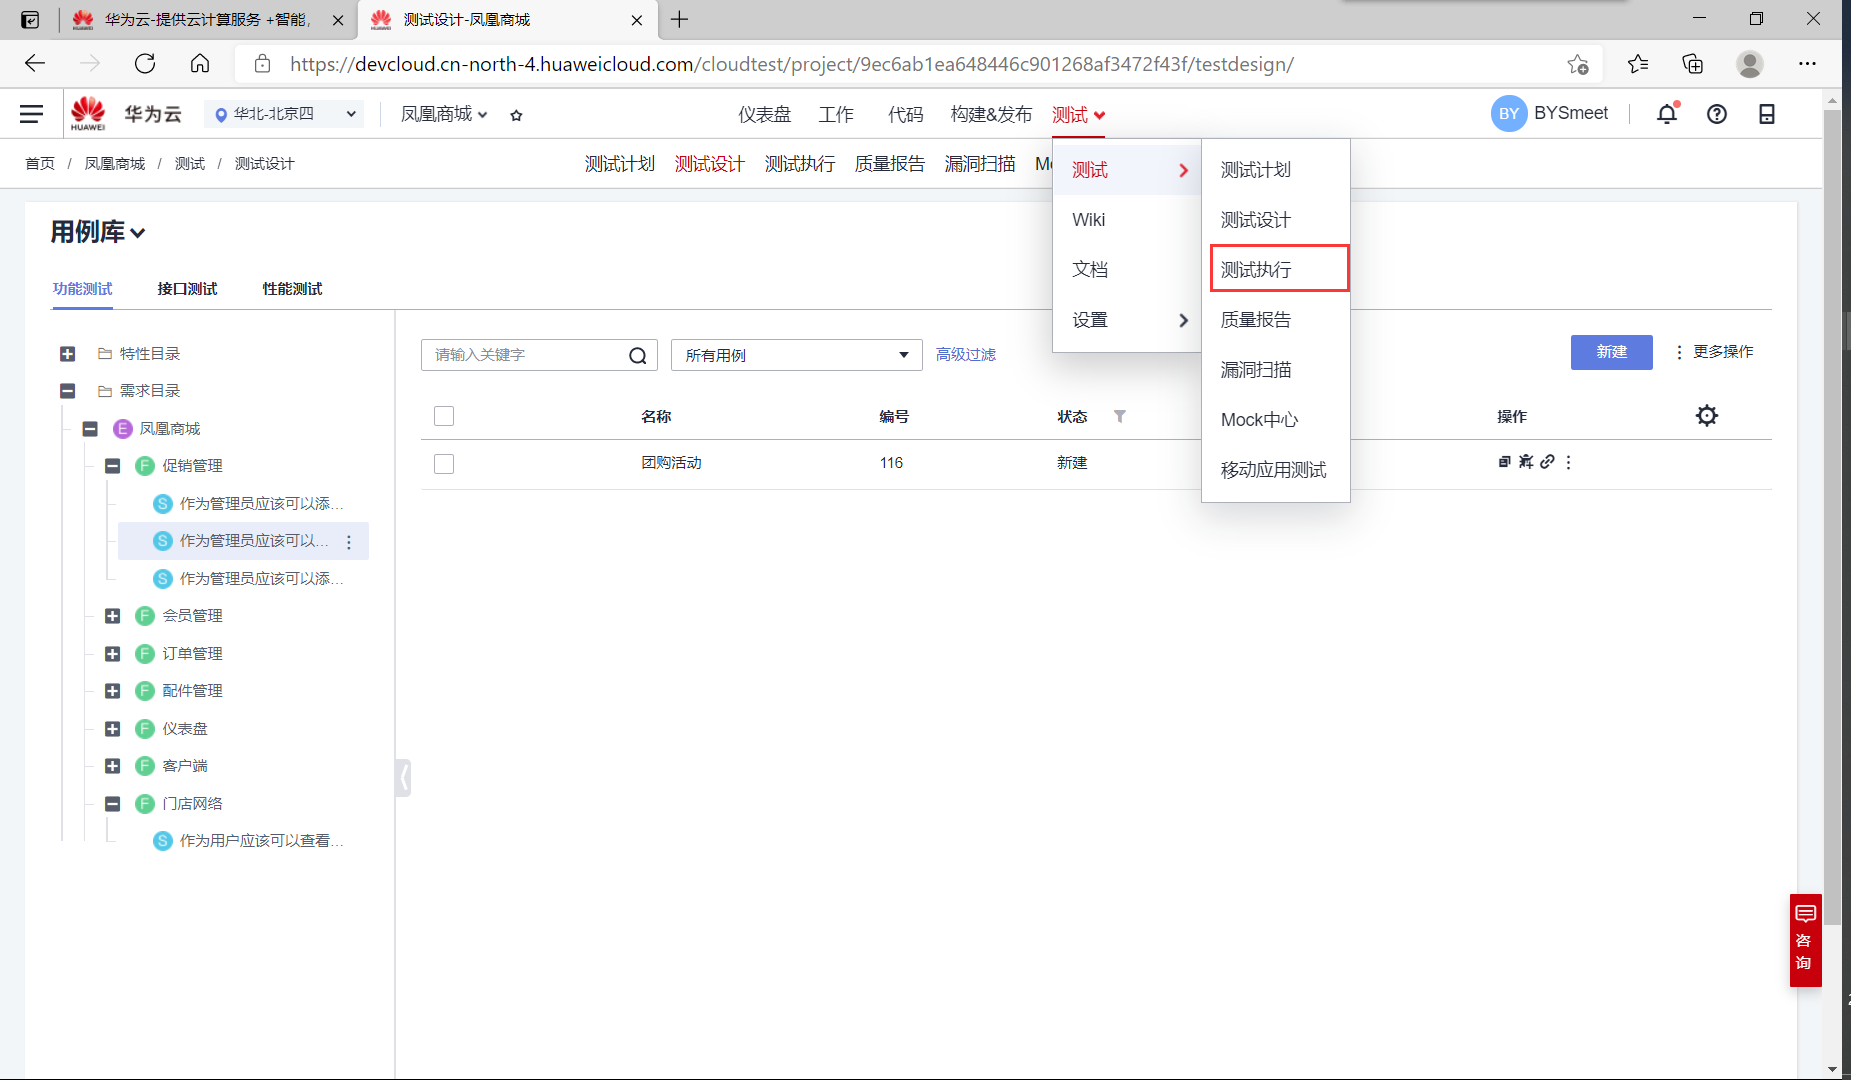 华为云-提供云计算服务 +智能,
测试设计-凤凰商城
https://devcloud.cn-north-4.huaweicloud.com/cloudtest/project/9ec6ab1ea648446c901268af3472f43f/testdesign/
HUAWEI
华为云
华北-北京四
凤凰商城
仪表盘
工作
代码
构建&发布
测试
BY
BYSmeet
首页 / 凤凰商城 / 测试 / 测试设计
测试计划
测试设计
测试执行
质量报告
漏洞扫描
测试
Wiki
文档
设置
测试计划
测试设计
测试执行
质量报告
漏洞扫描
Mock中心
移动应用测试
用例库
功能测试
接口测试
性能测试
特性目录
需求目录
E 凤凰商城
F 促销管理
S 作为管理员应该可以添...
S 作为管理员应该可以...
S 作为管理员应该可以添...
F 会员管理
F 订单管理
F 配件管理
F 仪表盘
F 客户端
F 门店网络
S 作为用户应该可以查看...
请输入关键字
所有用例
高级过滤
新建
更多操作
名称
编号
状态
操作
团购活动
116
新建
咨
询